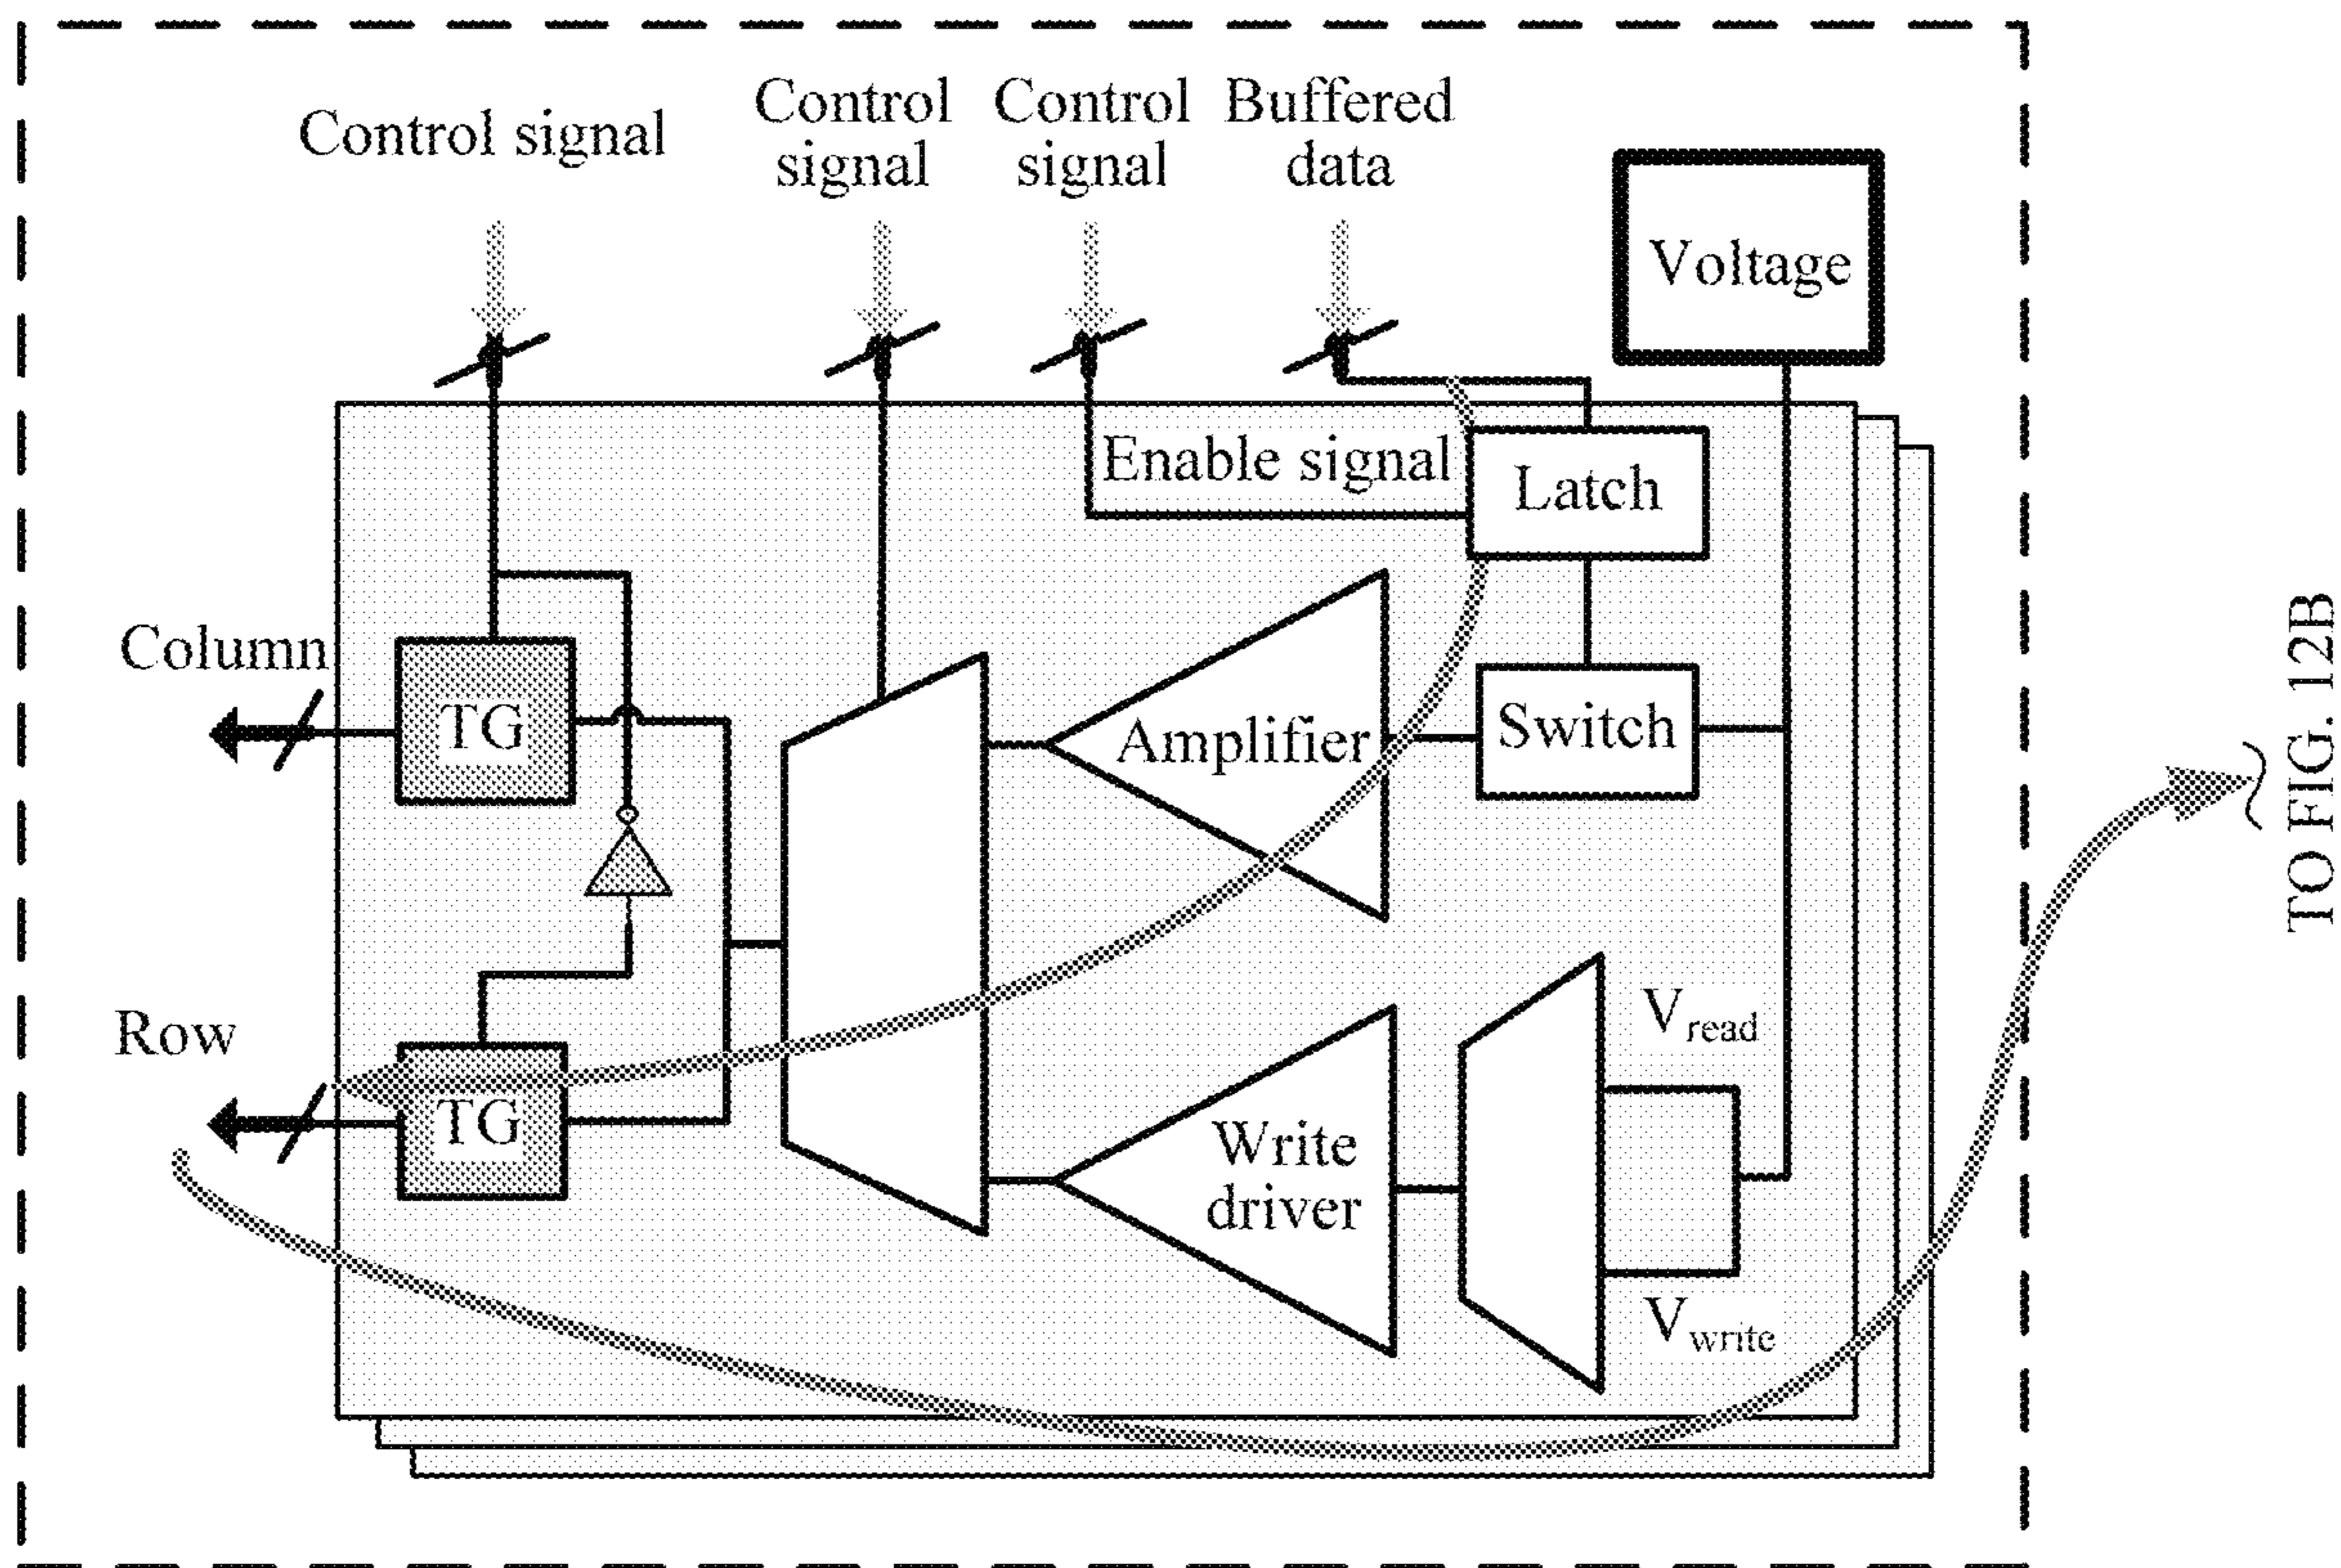 Control signal
Control
signal
Control
signal
Buffered
data
Voltage
Enable signal
Latch
Column
TG
Amplifier
Switch
TO FIG. 12B
Row
TG
Write
driver
Vread
Vwrite